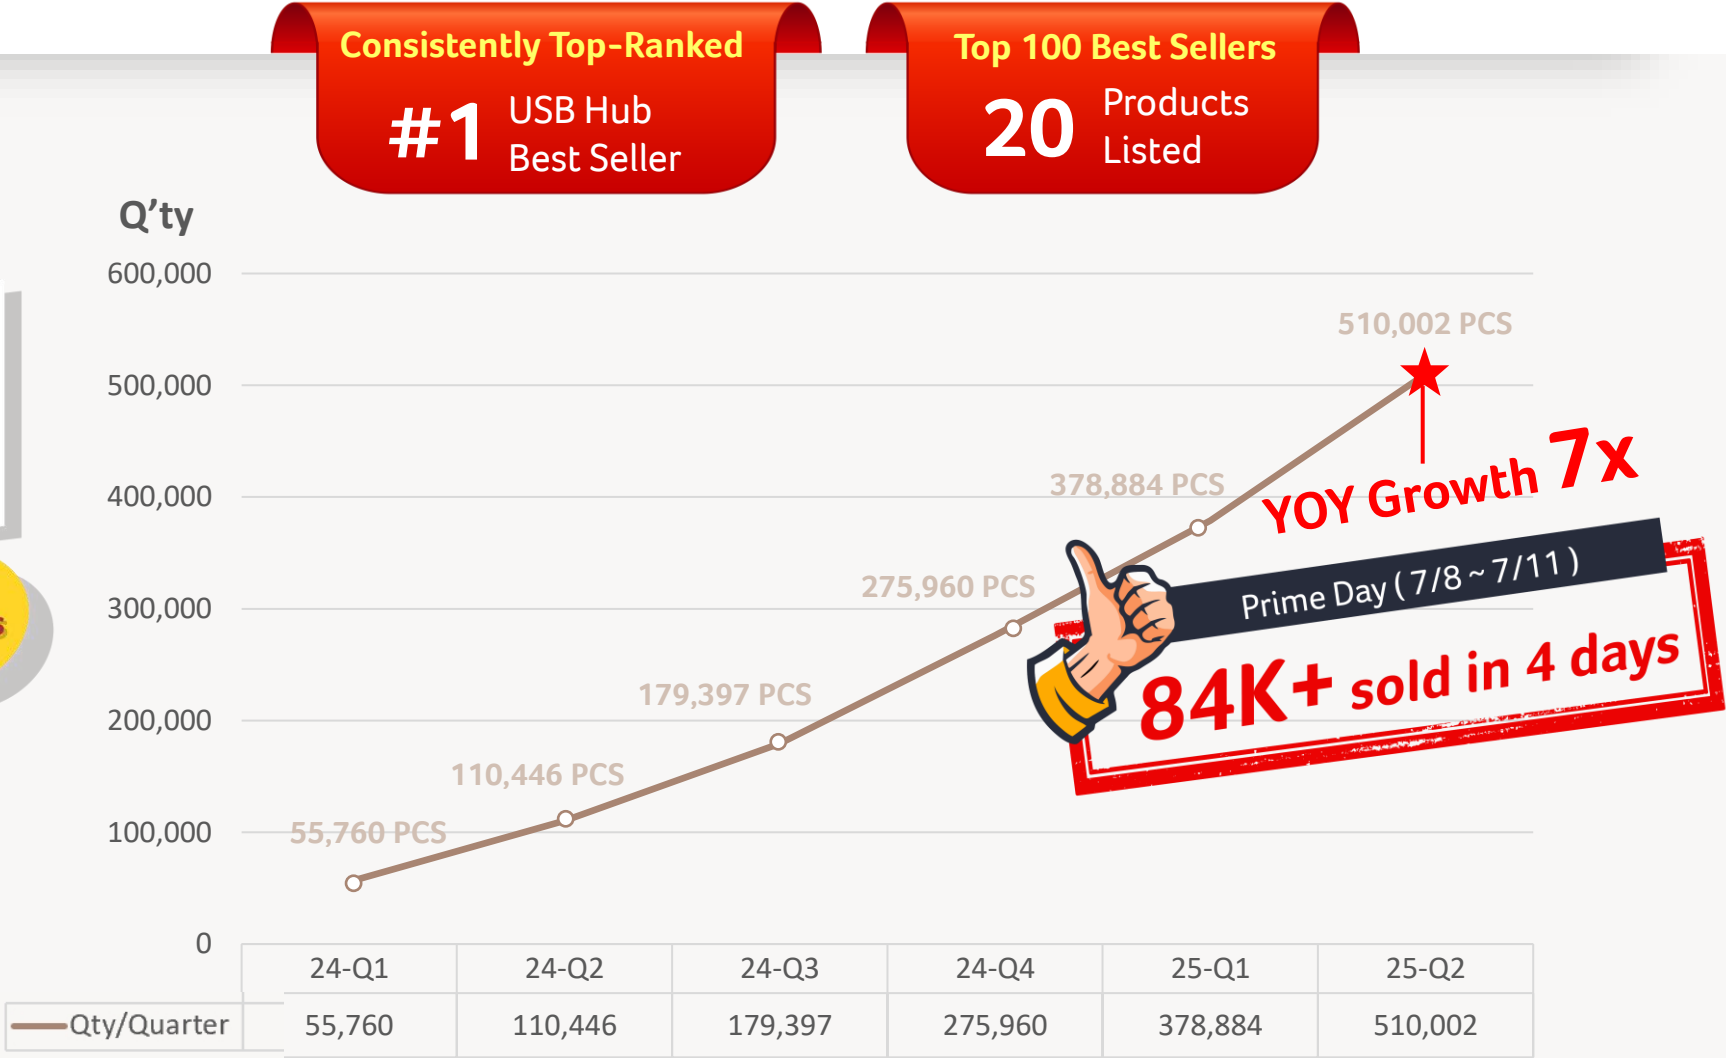 Consistently Top-Ranked
#1 USB Hub
Best Seller
Top 100 Best Sellers
20 Products
Listed
Q’ty
600,000
500,000
400,000
300,000
200,000
100,000
0
55,760 PCS
110,446 PCS
179,397 PCS
275,960 PCS
378,884 PCS
510,002 PCS
YOY Growth 7x
Prime Day ( 7/8 ~ 7/11 )
84K+ sold in 4 days
24-Q1 24-Q2 24-Q3 24-Q4 25-Q1 25-Q2
Qty/Quarter 55,760 110,446 179,397 275,960 378,884 510,002